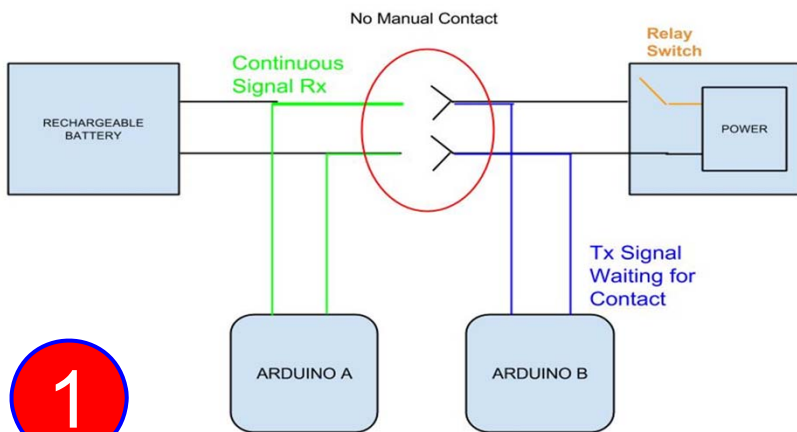 No Manual Contact
Continuous
Signal Rx
Relay
Switch
RECHARGEABLE
BATTERY
POWER
Tx Signal
Waiting for
Contact
ARDUINO A
ARDUINO B
1